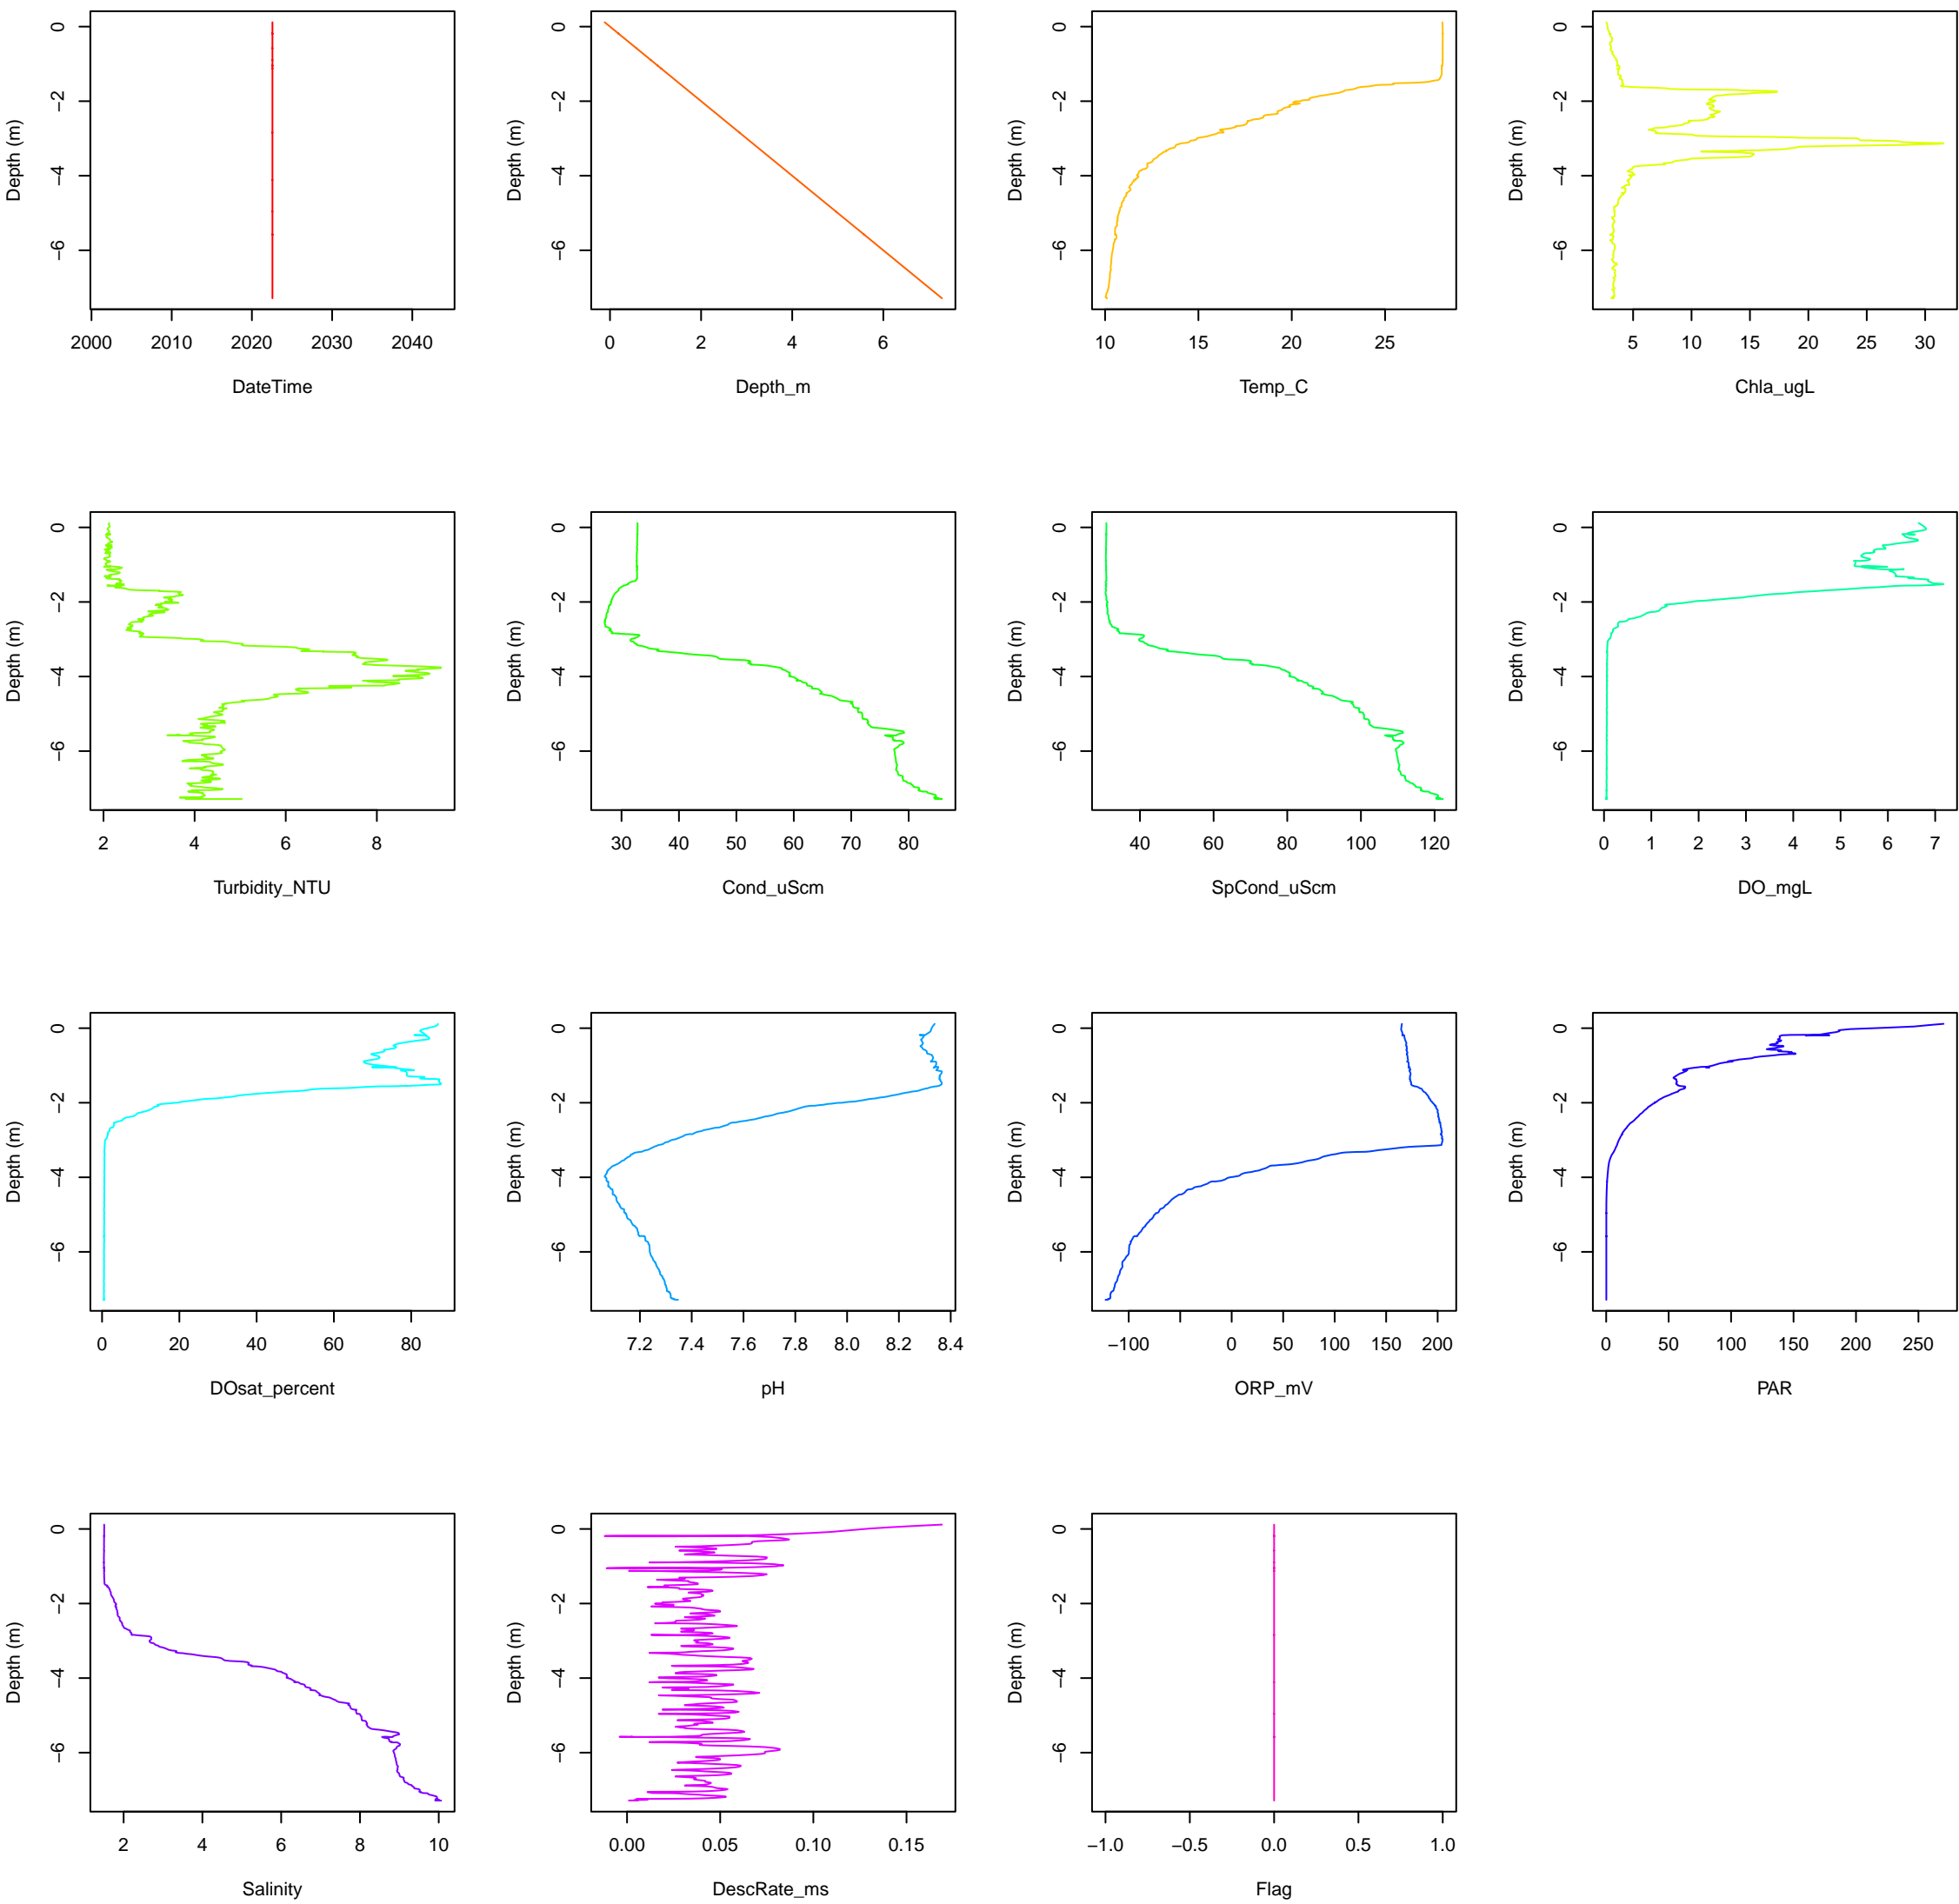 Depth (m)
0
−2
−4
−6
2000 2010 2020 2030 2040
DateTime
Depth (m)
0
−2
−4
−6
0 2 4 6
Depth_m
Depth (m)
0
−2
−4
−6
10 15 20 25
Temp_C
Depth (m)
0
−2
−4
−6
5 10 15 20 25 30
Chla_ugL
Depth (m)
0
−2
−4
−6
2 4 6 8
Turbidity_NTU
Depth (m)
0
−2
−4
−6
30 40 50 60 70 80
Cond_uScm
Depth (m)
0
−2
−4
−6
40 60 80 100 120
SpCond_uScm
Depth (m)
0
−2
−4
−6
0 1 2 3 4 5 6 7
DO_mgL
Depth (m)
0
−2
−4
−6
0 20 40 60 80
DOsat_percent
Depth (m)
0
−2
−4
−6
7.2 7.4 7.6 7.8 8.0 8.2 8.4
pH
Depth (m)
0
−2
−4
−6
−100 0 50 100 150 200
ORP_mV
Depth (m)
0
−2
−4
−6
0 50 100 150 200 250
PAR
Depth (m)
0
−2
−4
−6
2 4 6 8 10
Salinity
Depth (m)
0
−2
−4
−6
0.00 0.05 0.10 0.15
DescRate_ms
Depth (m)
0
−2
−4
−6
−1.0 −0.5 0.0 0.5 1.0
Flag